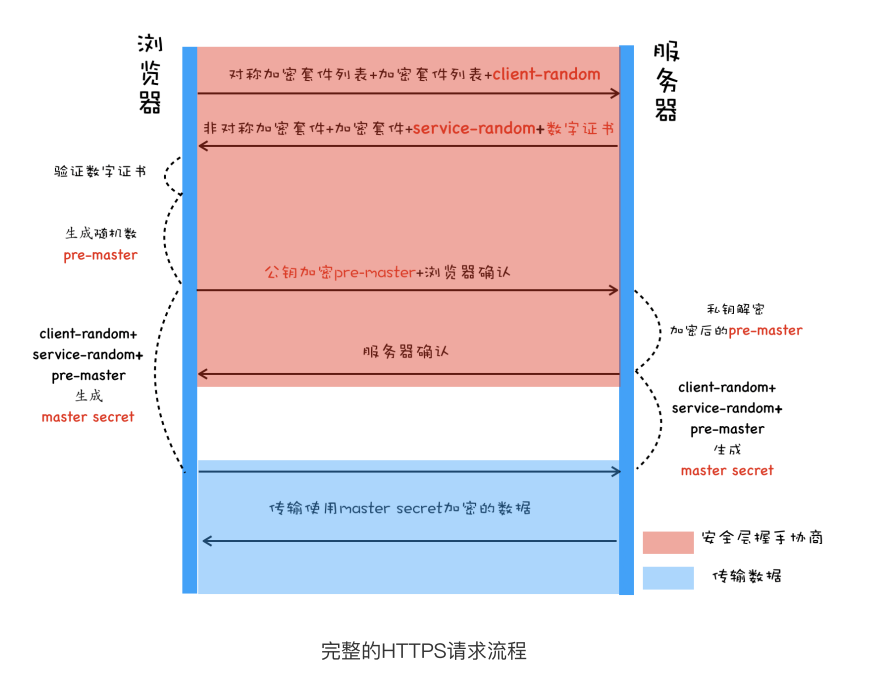 浏览器
服务器
对称加密套件列表+加密套件列表+client-random
非对称加密套件+加密套件+service-random+数字证书
验证数字证书
生成随机数
pre-master
公钥加密pre-master+浏览器确认
私钥解密
加密后的pre-master
client-random+
service-random+
pre-master
生成
master secret
服务器确认
client-random+
service-random+
pre-master
生成
master secret
传输使用master secret加密的数据
安全层握手协商
传输数据
完整的HTTPS请求流程